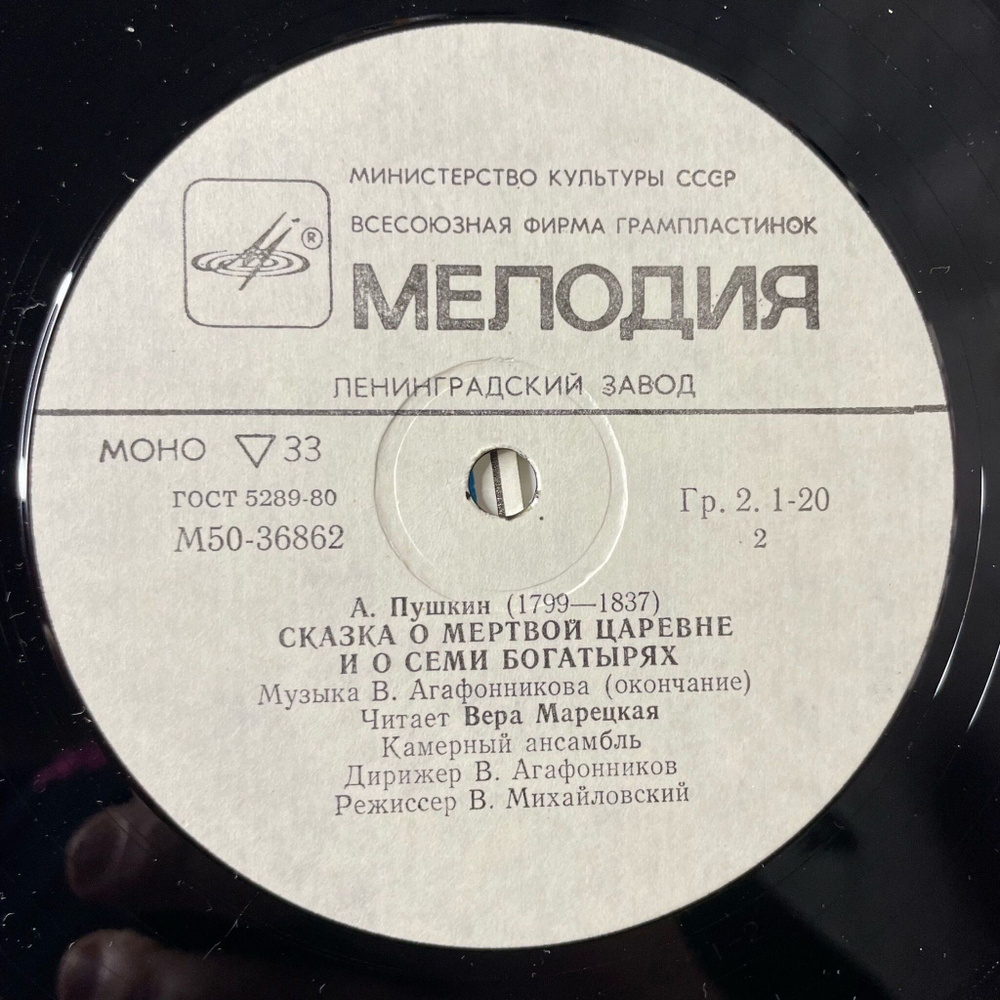 МИНИСТЕРСТВО КУЛЬТУРЫ СССР
ВСЕСОЮЗНАЯ ФИРМА ГРАМПЛАСТИНОК
®
МЕЛОДИЯ
ЛЕНИНГРАДСКИЙ ЗАВОД
МОНО ▽ 33
ГОСТ 5289-80
М50-36862
Гр. 2. 1-20
2
А. Пушкин (1799—1837)
СКАЗКА О МЕРТВОЙ ЦАРЕВНЕ
И О СЕМИ БОГАТЫРЯХ
Музыка В. Агафонникова (окончание)
Читает Вера Марецкая
Камерный ансамбль
Дирижер В. Агафонников
Режиссер В. Михайловский